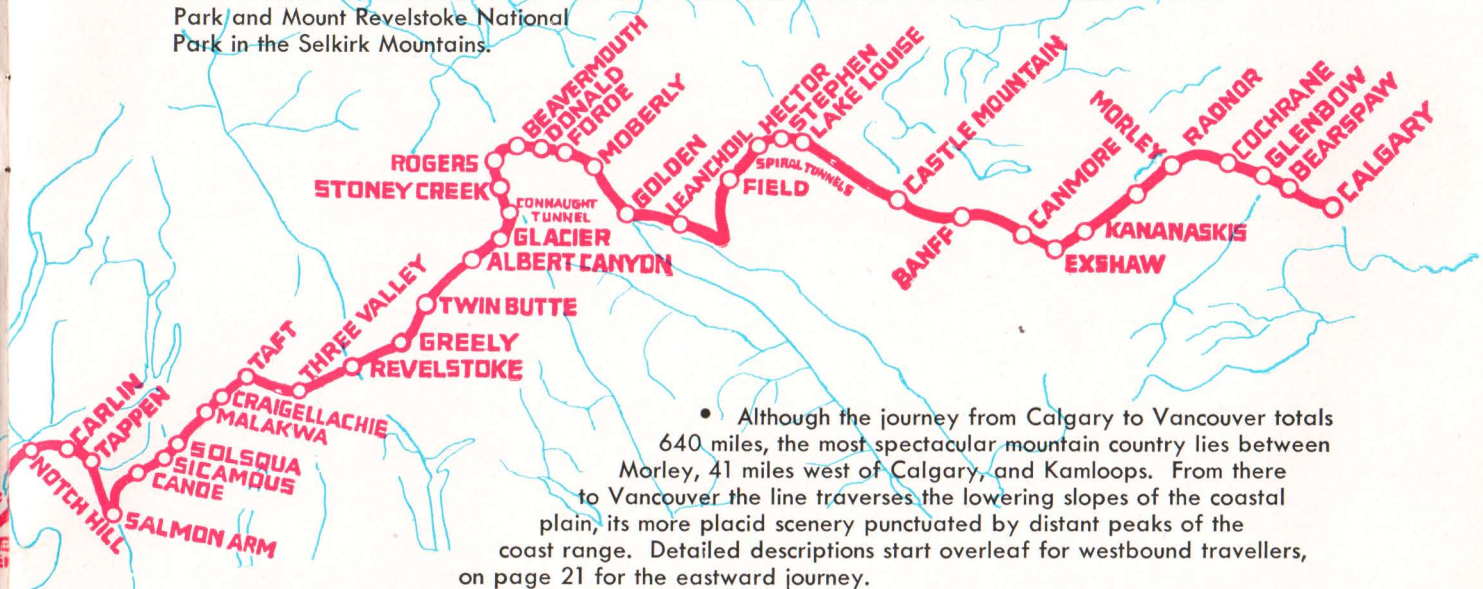 Park and Mount Revelstoke National
Park in the Selkirk Mountains.
CALGARY
BEARSPAW
GLENBOW
COCHRANE
RADNOR
MORLEY
KANANASKIS
EXSHAW
CANMORE
BANFF
CASTLE MOUNTAIN
LAKE LOUISE
STEPHEN
HECTOR
SPIRAL TUNNELS
FIELD
LEANCHOIL
GOLDEN
MOBERLY
FORDE
DONALD
BEAVERMOUTH
ROGERS
STONEY CREEK
CONNAUGHT
TUNNEL
GLACIER
ALBERT CANYON
TWIN BUTTE
GREELY
REVELSTOKE
THREE VALLEY
TAFT
CRAIGELLACHIE
MALAKWA
SOLSQUA
SICAMOUS
CANOE
SALMON ARM
TAPPEN
CARLIN
NOTCH HILL
• Although the journey from Calgary to Vancouver totals
640 miles, the most spectacular mountain country lies between
Morley, 41 miles west of Calgary, and Kamloops. From there
to Vancouver the line traverses the lowering slopes of the coastal
plain, its more placid scenery punctuated by distant peaks of the
coast range. Detailed descriptions start overleaf for westbound travellers,
on page 21 for the eastward journey.